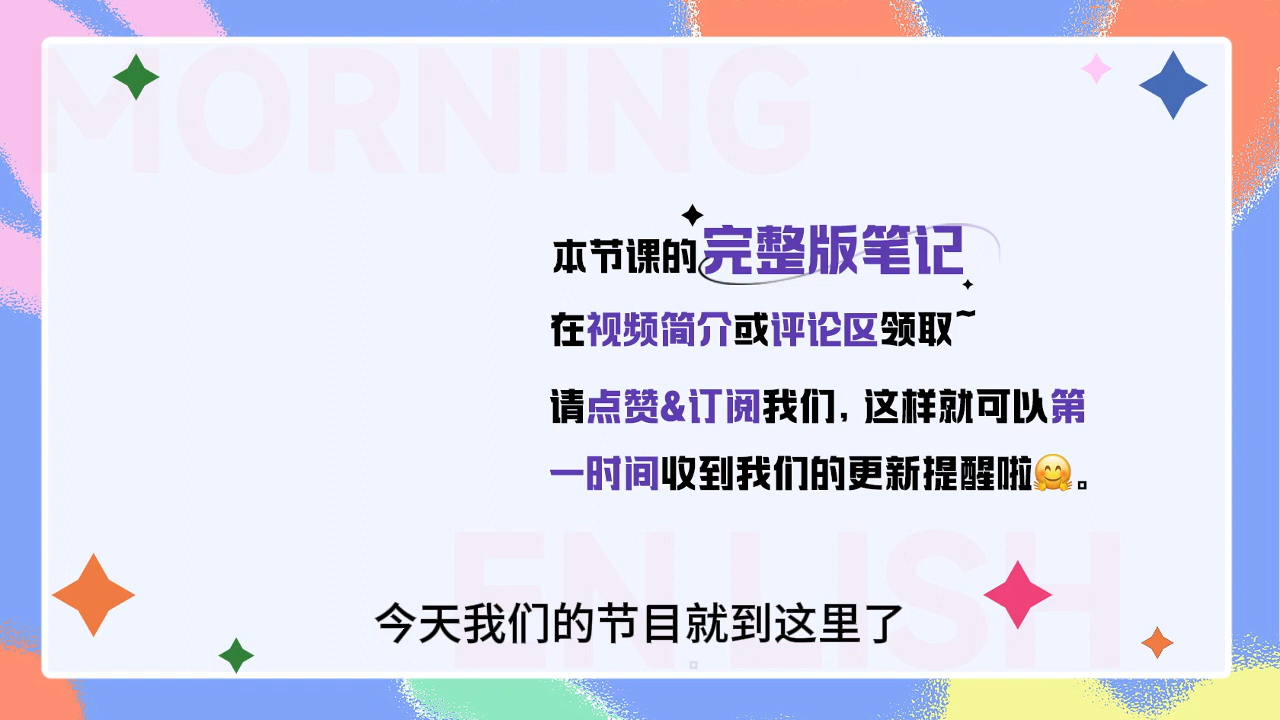 MORNING
本节课的完整版笔记
在视频简介或评论区领取~
请点赞&订阅我们，这样就可以第
一时间收到我们的更新提醒啦🤗。
EN LISH
今天我们的节目就到这里了